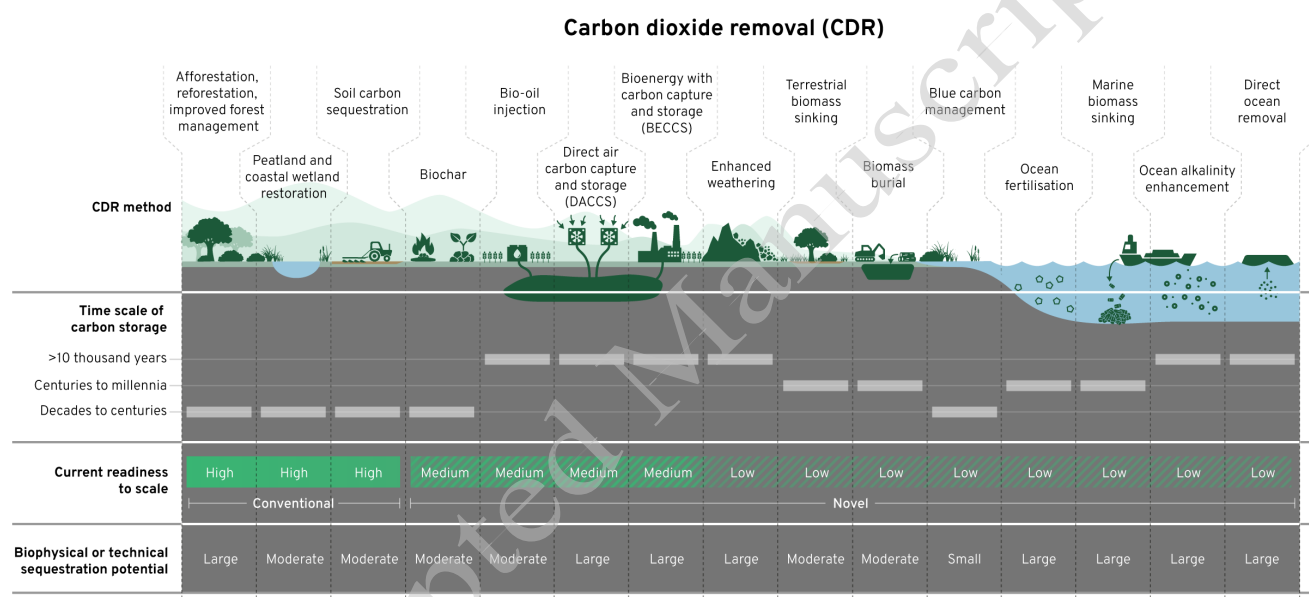 Carbon dioxide removal (CDR)
Afforestation,
reforestation,
improved forest
management
Peatland and
coastal wetland
restoration
Soil carbon
sequestration
Biochar
Bio-oil
injection
Direct air
carbon capture
and storage
(DACCS)
Bioenergy with
carbon capture
and storage
(BECCS)
Enhanced
weathering
Terrestrial
biomass
sinking
Biomass
burial
Blue carbon
management
Ocean
fertilisation
Marine
biomass
sinking
Ocean alkalinity
enhancement
Direct
ocean
removal
CDR method
Time scale of
carbon storage
>10 thousand years
Centuries to millennia
Decades to centuries
Current readiness
to scale
High High High Medium Medium Medium Medium Low Low Low Small Low Low Low Low
Conventional Novel
Biophysical or technical
sequestration potential
Large Moderate Moderate Moderate Moderate Large Large Large Moderate Moderate Small Large Large Large Large
pted Manuscrip